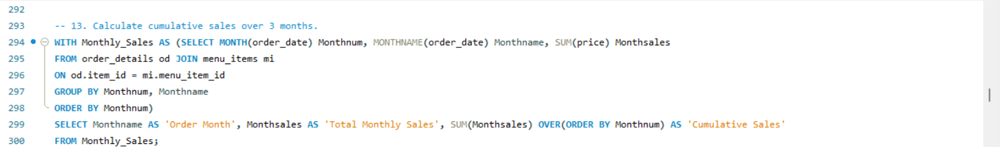 292
293 -- 13. Calculate cumulative sales over 3 months.
294 WITH Monthly_Sales AS (SELECT MONTH(order_date) Monthnum, MONTHNAME(order_date) Monthname, SUM(price) Monthsales
295 FROM order_details od JOIN menu_items mi
296 ON od.item_id = mi.menu_item_id
297 GROUP BY Monthnum, Monthname
298 ORDER BY Monthnum)
299 SELECT Monthname AS 'Order Month', Monthsales AS 'Total Monthly Sales', SUM(Monthsales) OVER(ORDER BY Monthnum) AS 'Cumulative Sales'
300 FROM Monthly_Sales;